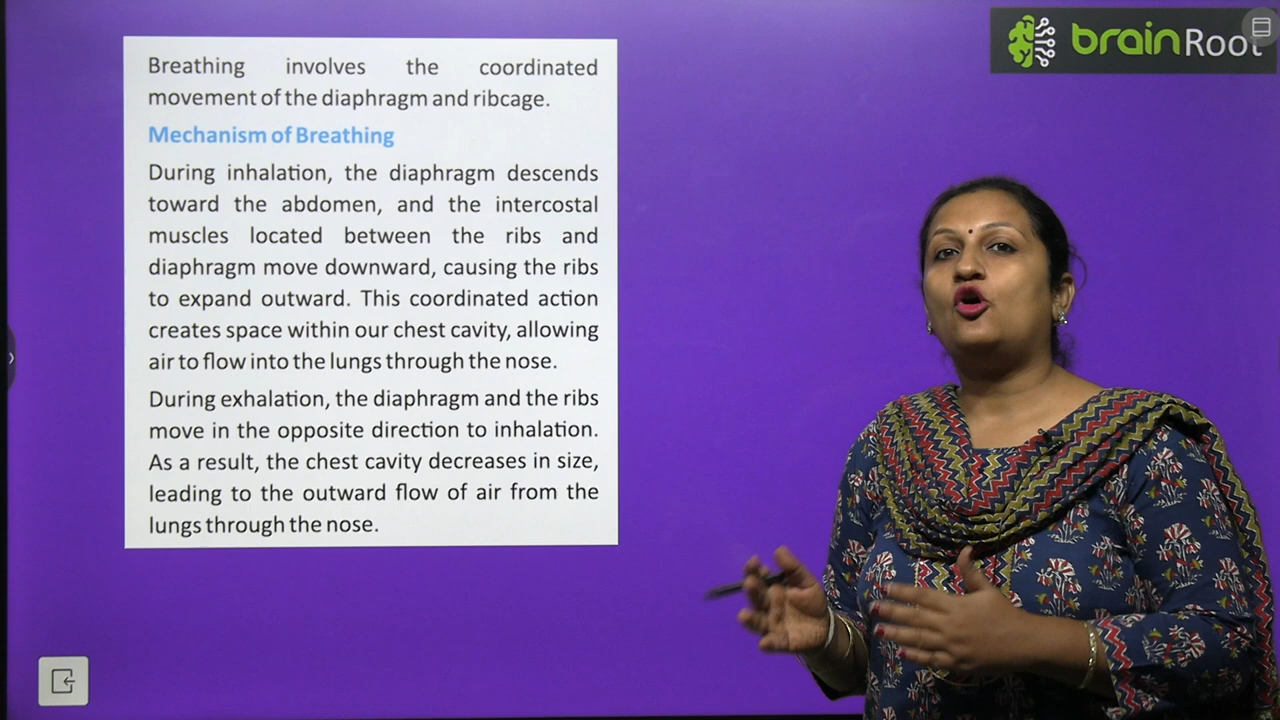 brainRoot
Breathing involves the coordinated
movement of the diaphragm and ribcage.
Mechanism of Breathing
During inhalation, the diaphragm descends
toward the abdomen, and the intercostal
muscles located between the ribs and
diaphragm move downward, causing the ribs
to expand outward. This coordinated action
creates space within our chest cavity, allowing
air to flow into the lungs through the nose.
During exhalation, the diaphragm and the ribs
move in the opposite direction to inhalation.
As a result, the chest cavity decreases in size,
leading to the outward flow of air from the
lungs through the nose.